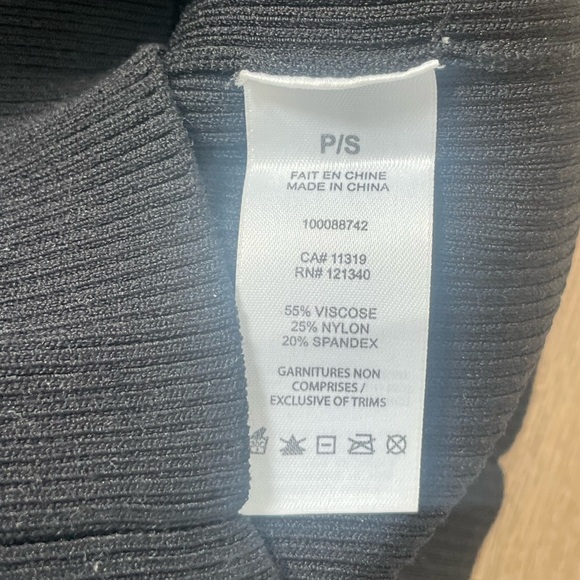 P/S
FAIT EN CHINE
MADE IN CHINA
100088742
CA# 11319
RN# 121340
55% VISCOSE
25% NYLON
20% SPANDEX
GARNITURES NON
COMPRISES /
EXCLUSIVE OF TRIMS